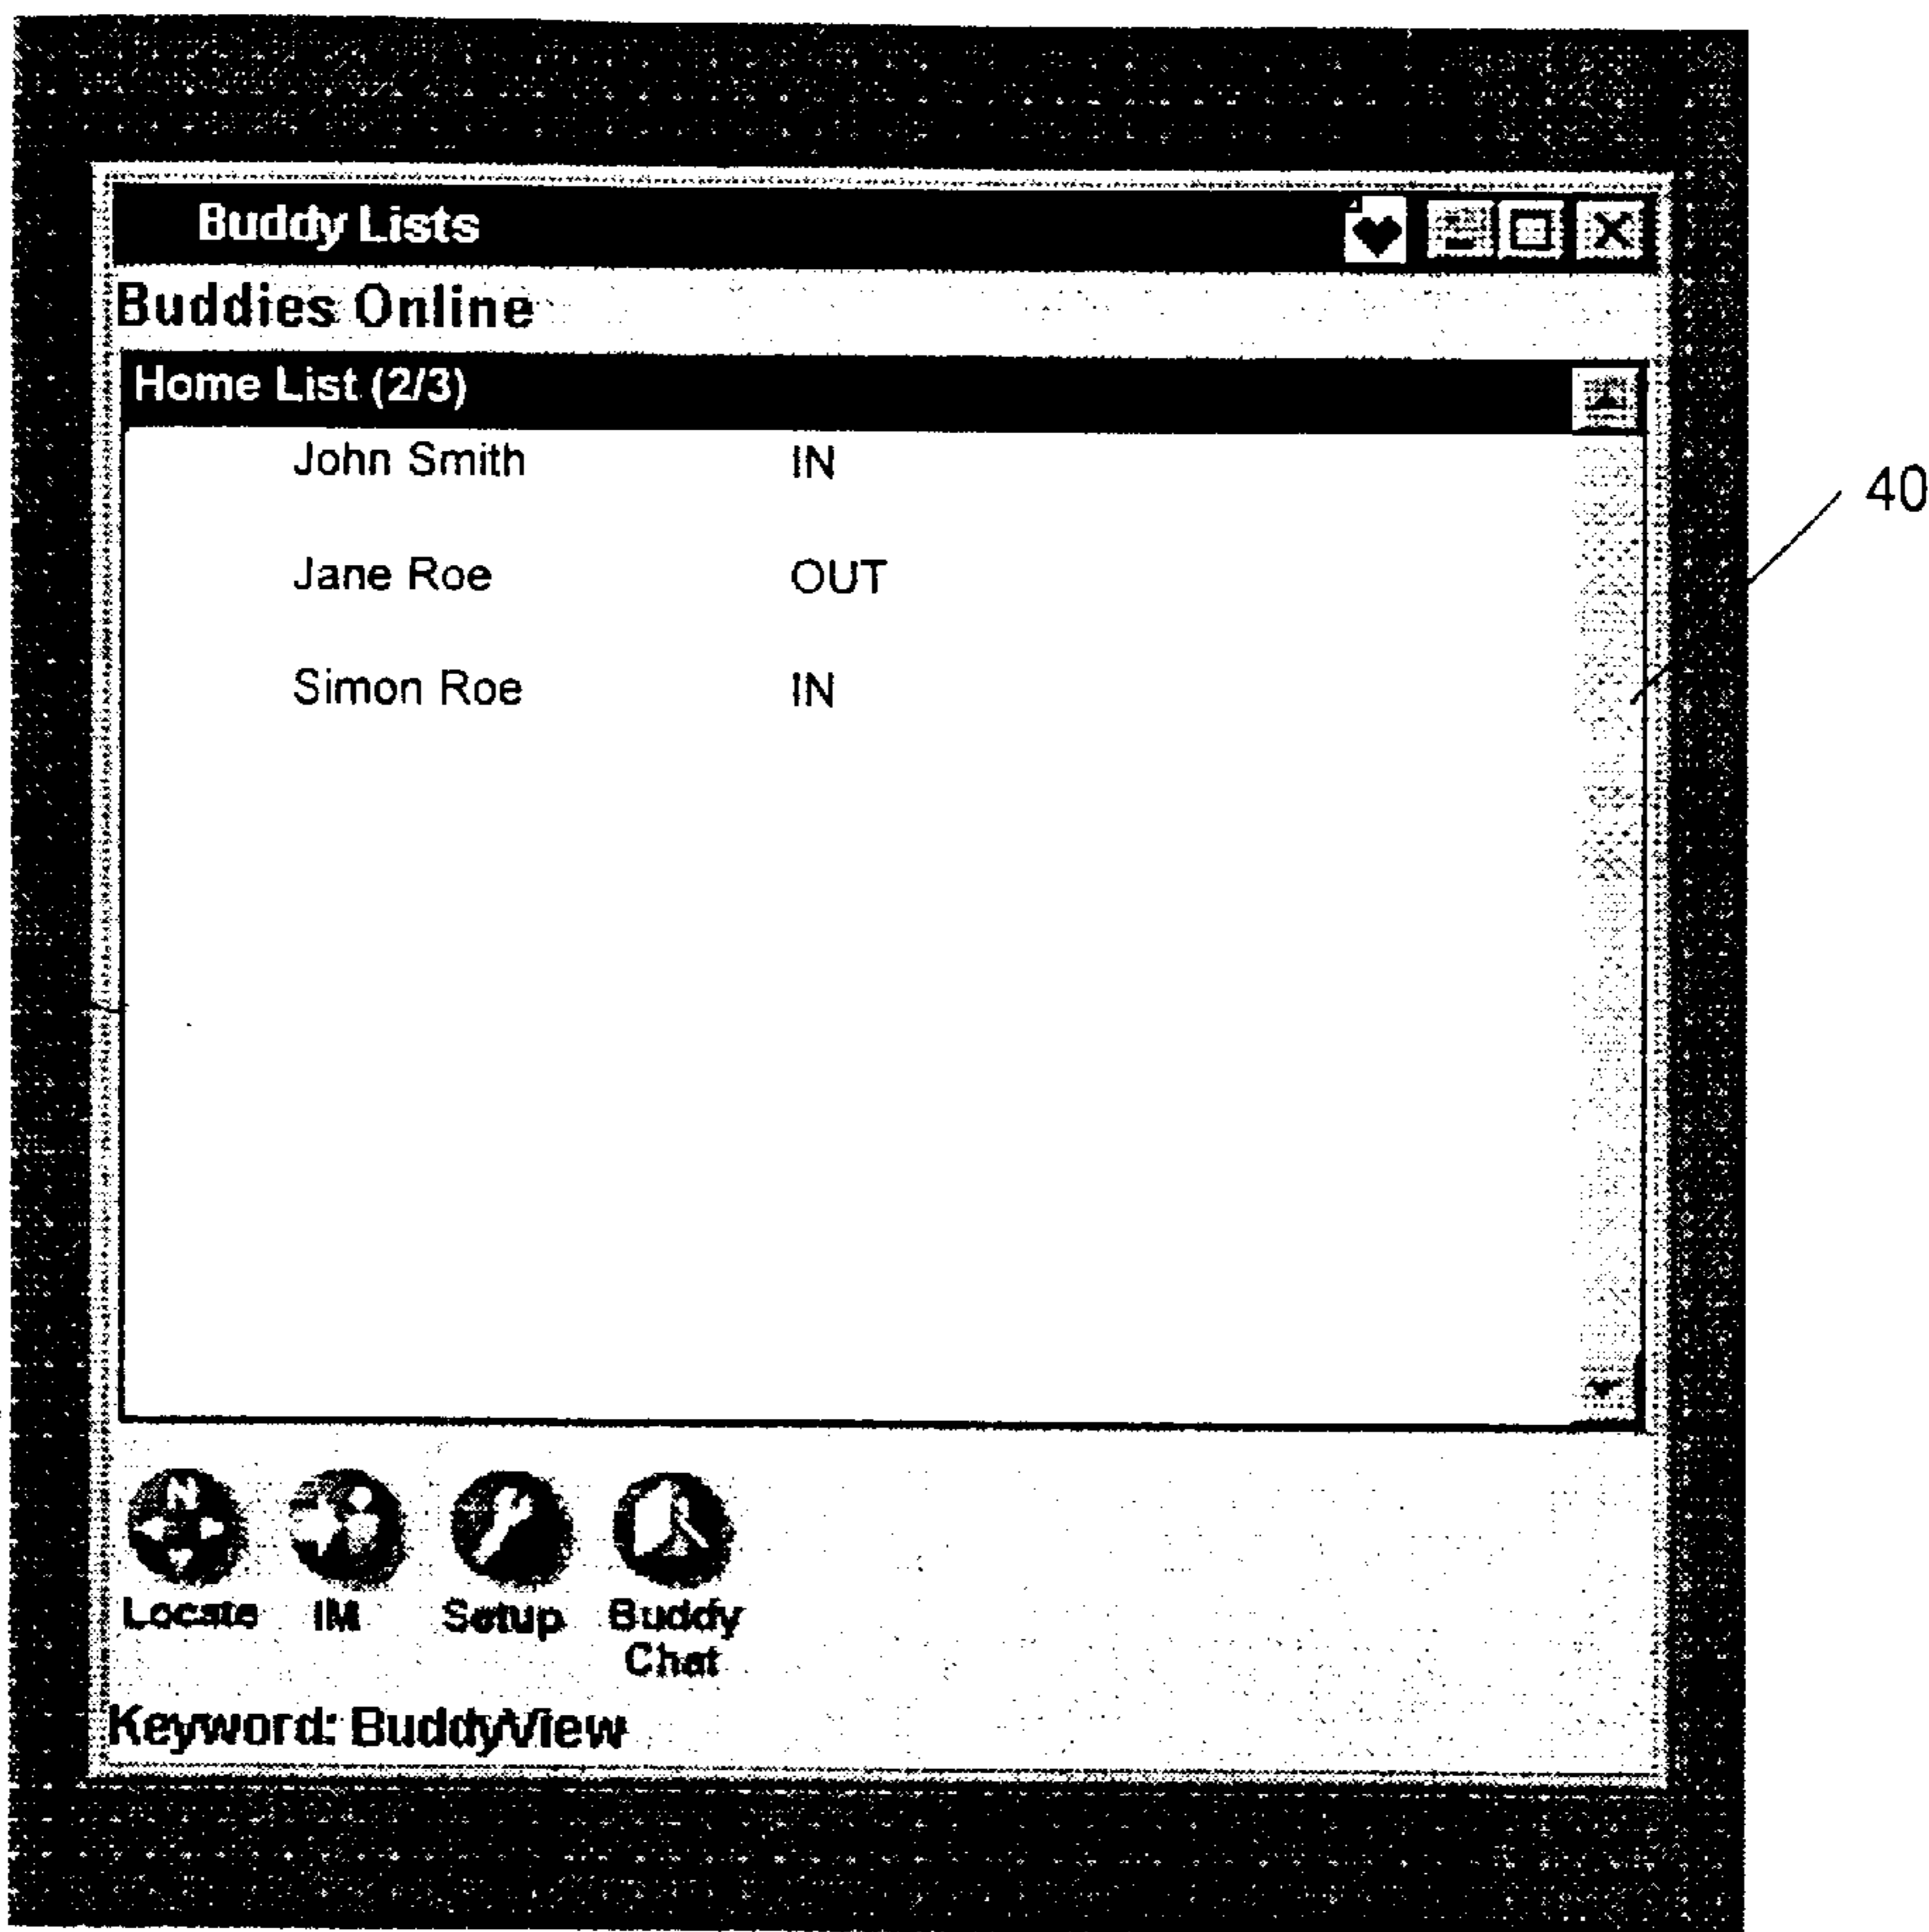 Buddy Lists
Buddies Online
Home List (2/3)
John Smith IN
Jane Roe OUT
Simon Roe IN
40
N
Locate IM Setup Buddy Chat
Keyword: BuddyView